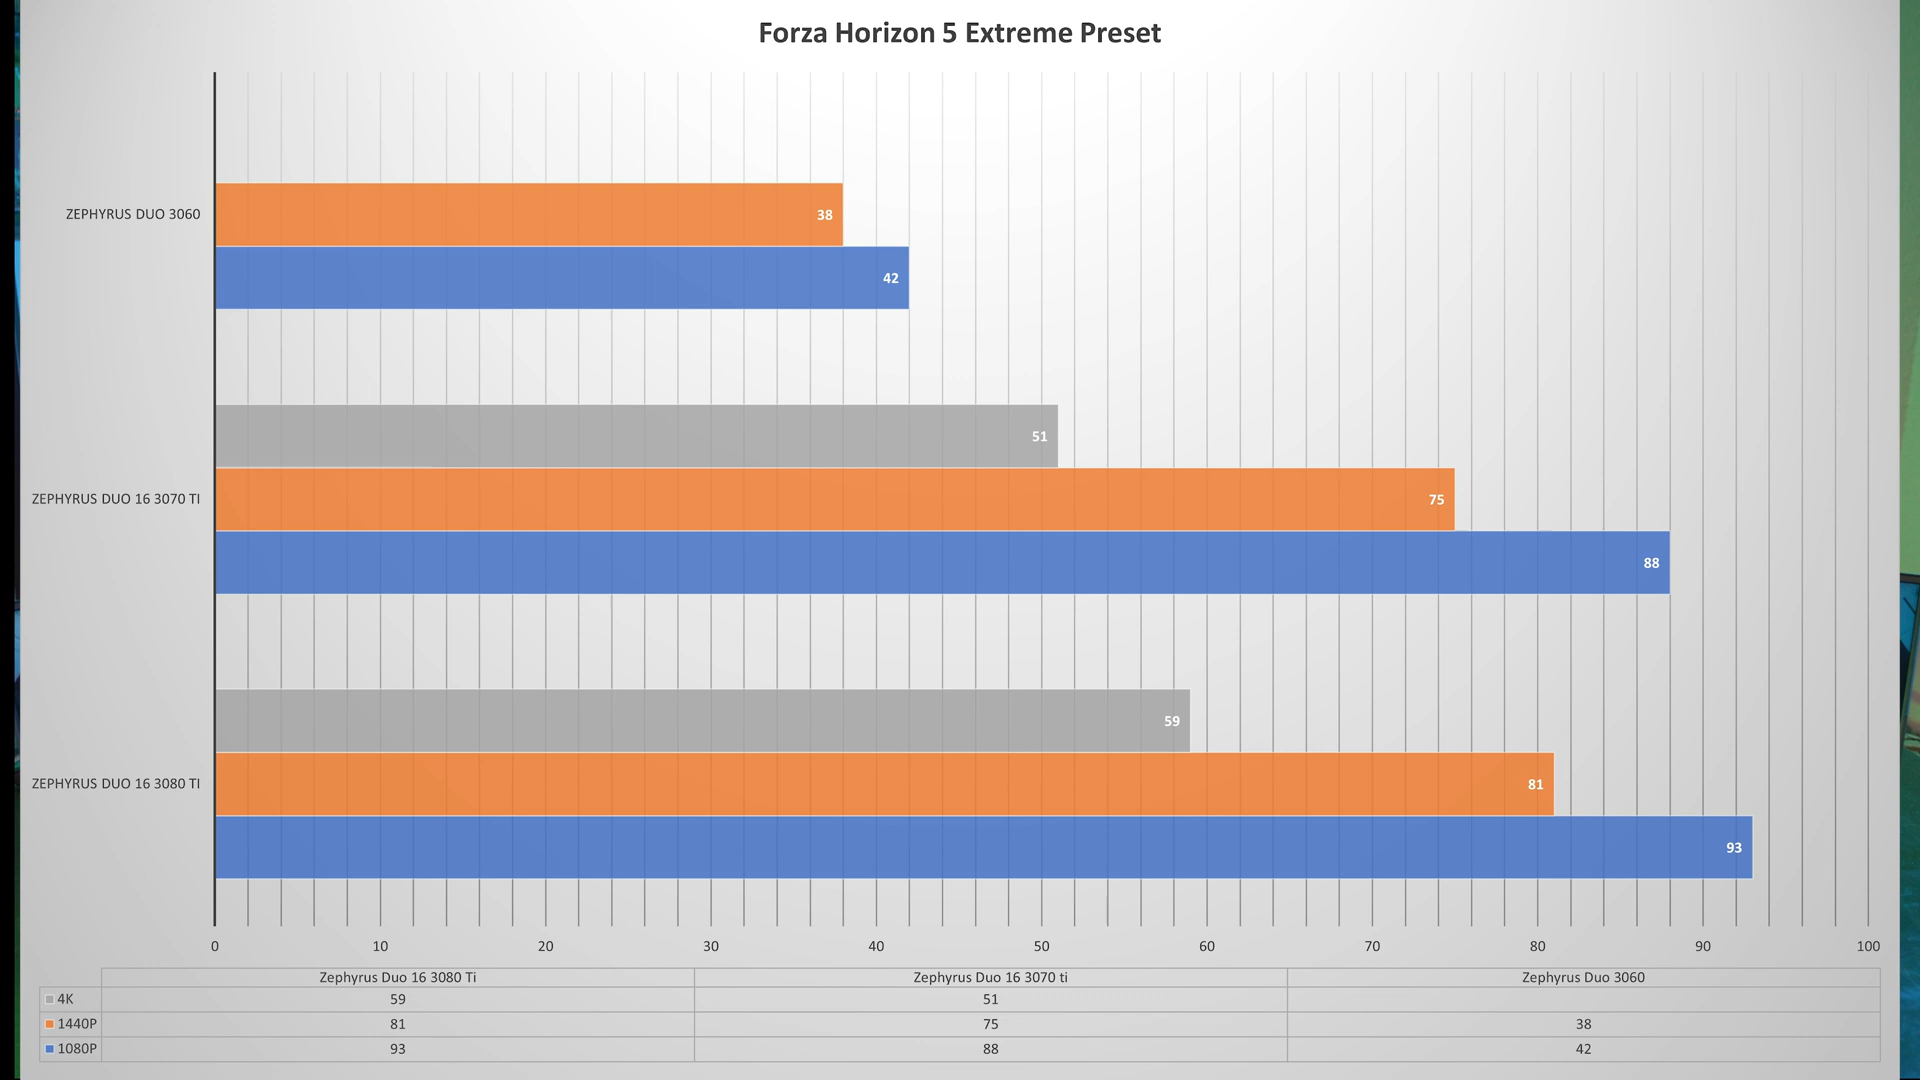 Forza Horizon 5 Extreme Preset
ZEPHYRUS DUO 3060
38
42
ZEPHYRUS DUO 16 3070 TI
51
75
88
ZEPHYRUS DUO 16 3080 TI
59
81
93
0 10 20 30 40 50 60 70 80 90 100
Zephyrus Duo 16 3080 Ti Zephyrus Duo 16 3070 ti Zephyrus Duo 3060
4K 59 51
1440P 81 75 38
1080P 93 88 42